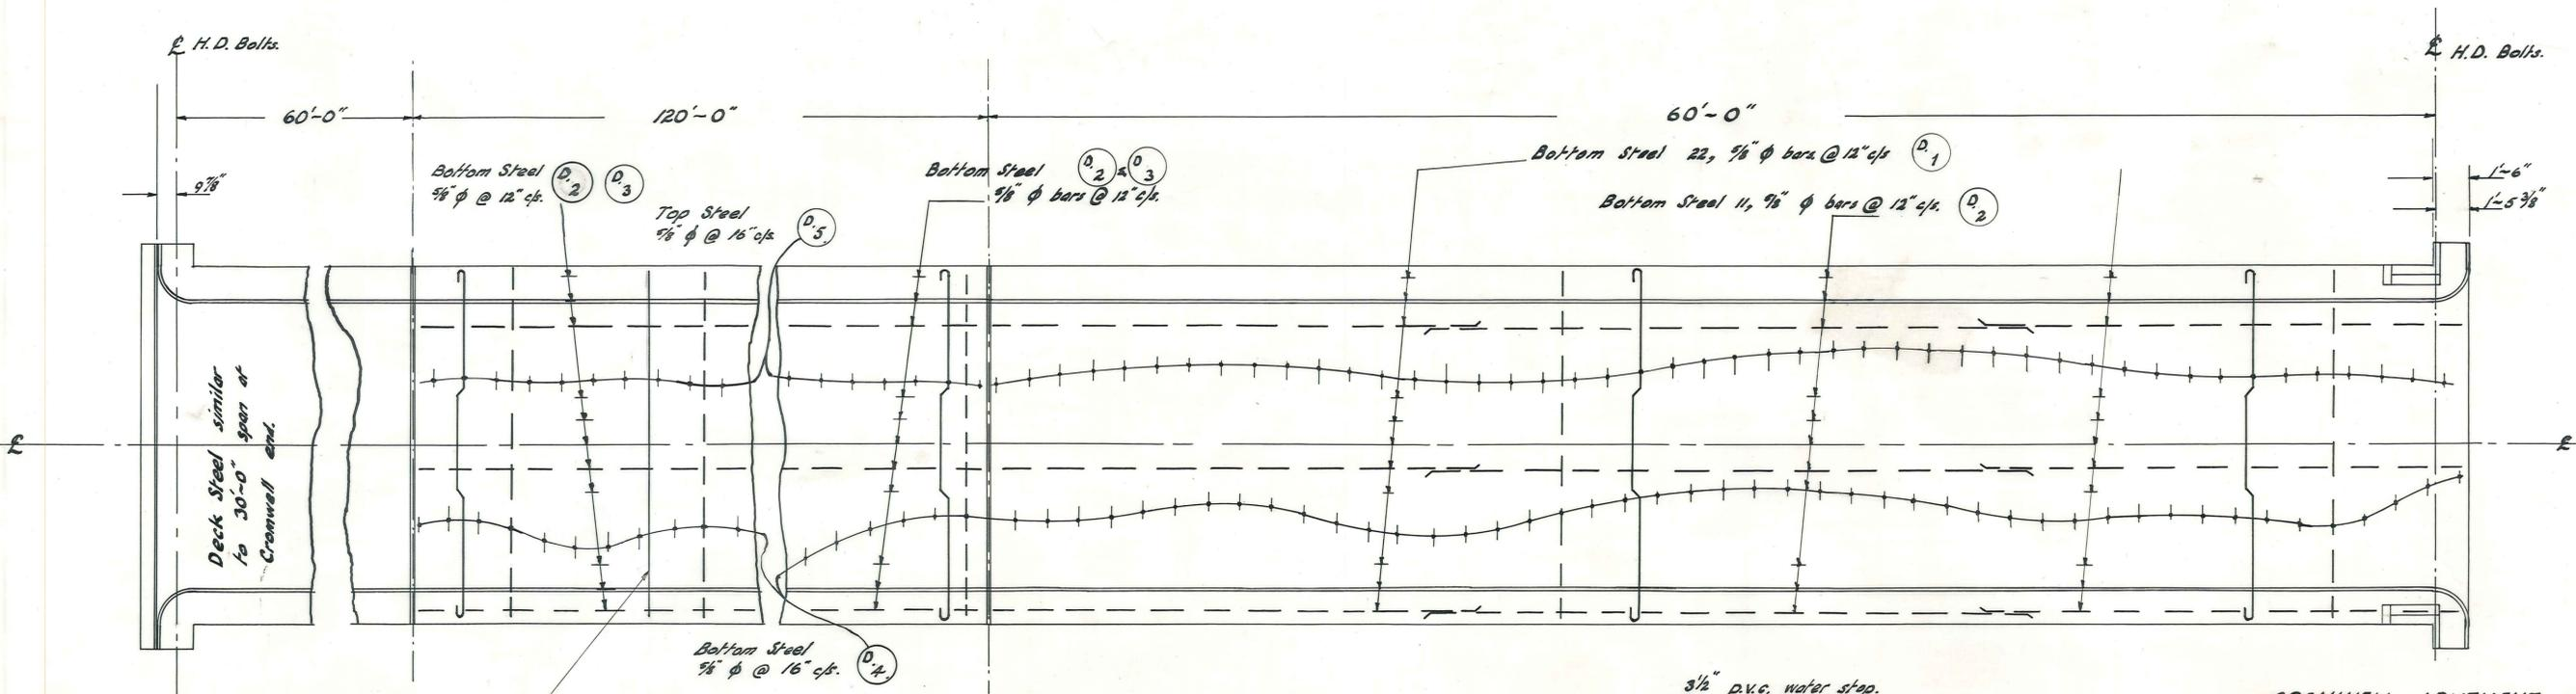 ℄ H.D. Bolts.
℄ H.D. Bolts.
60'~0"
120'~0"
60'~0"
9⅞"
1'~6"
1'~5⅜"
Bottom Steel D.2 D.3
⅝" ϕ @ 12" c/s.
Top Steel D.5.
⅝" ϕ @ 16" c/s.
Bottom Steel D.2 & D.3
⅝" ϕ bars @ 12" c/s.
Bottom Steel 22, ⅝" ϕ bars @ 12" c/s D.1
Bottom Steel 11, ⅝" ϕ bars @ 12" c/s. D.2
Deck Steel similar
to 30'~0" span at
Cromwell end.
℄
℄
Bottom Steel
⅝" ϕ @ 16" c/s. D.4.
3½" P.V.C. water stop.
CROMWELL ABUTMENT